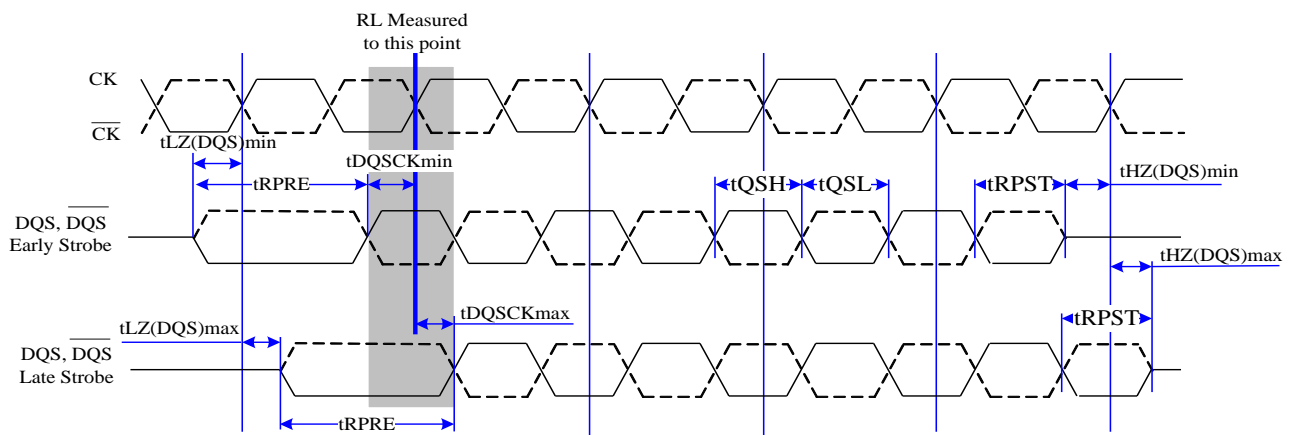 RL Measured
to this point
CK
CK
tLZ(DQS)min
tDQSCKmin
tRPRE
tQSH
tQSL
tRPST
tHZ(DQS)min
DQS, DQS
Early Strobe
tHZ(DQS)max
tLZ(DQS)max
tDQSCKmax
tRPST
DQS, DQS
Late Strobe
tRPRE